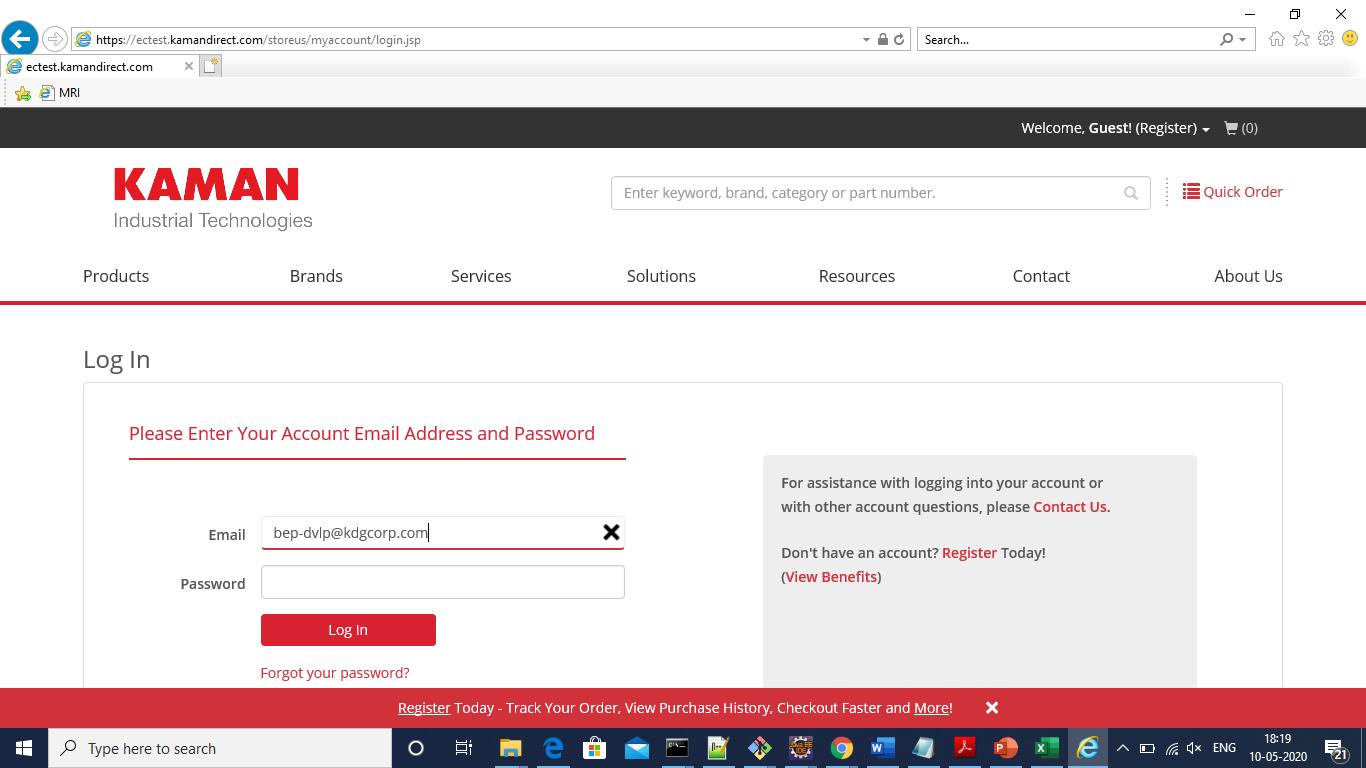 https://ectest.kamandirect.com/storeus/myaccount/login.jsp
Search...
ectest.kamandirect.com
MRI
Welcome, Guest! (Register) (0)
KAMAN
Industrial Technologies
Enter keyword, brand, category or part number.
Quick Order
Products Brands Services Solutions Resources Contact About Us
Log In
Please Enter Your Account Email Address and Password
Email bep-dvlp@kdgcorp.com
Password
Log In
Forgot your password?
For assistance with logging into your account or
with other account questions, please Contact Us.
Don't have an account? Register Today!
(View Benefits)
Register Today - Track Your Order, View Purchase History, Checkout Faster and More!
Type here to search
ENG
18:19
10-05-2020
21